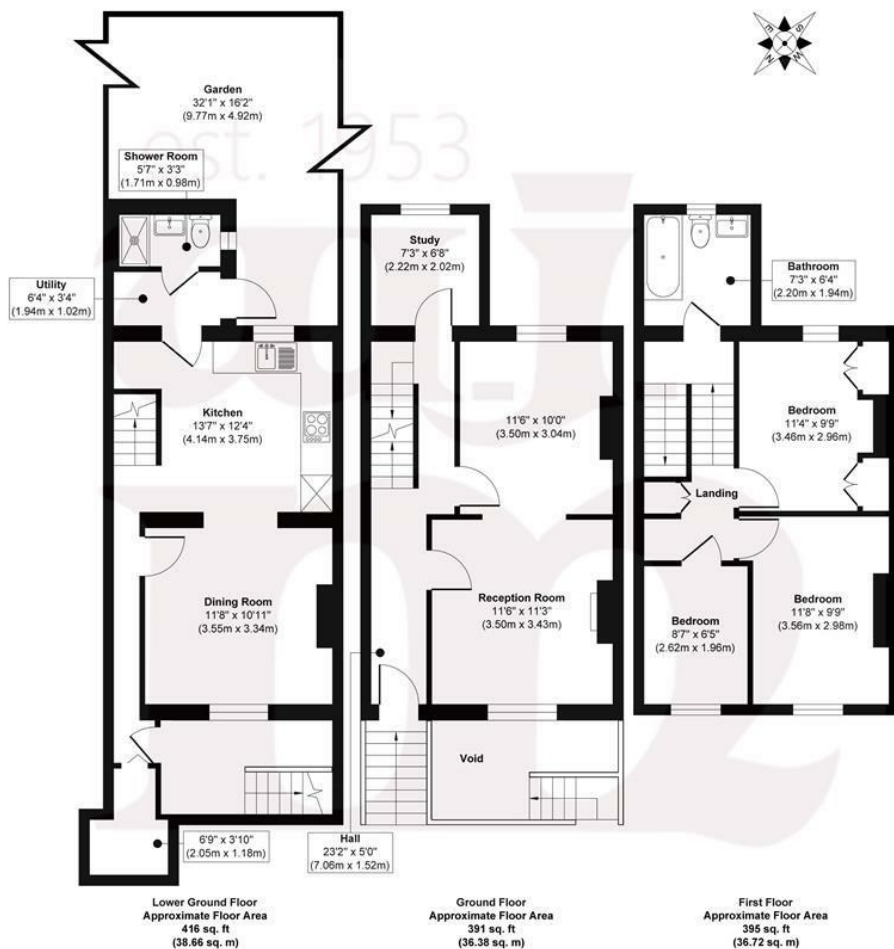 Garden
32'1" x 16'2"
(9.77m x 4.92m)
est. 1953
Shower Room
5'7" x 3'3"
(1.71m x 0.98m)
Utility
6'4" x 3'4"
(1.94m x 1.02m)
Kitchen
13'7" x 12'4"
(4.14m x 3.75m)
Dining Room
11'8" x 10'11"
(3.55m x 3.34m)
6'9" x 3'10"
(2.05m x 1.18m)
Lower Ground Floor
Approximate Floor Area
416 sq. ft
(38.66 sq. m)
Study
7'3" x 6'8"
(2.22m x 2.02m)
11'6" x 10'0"
(3.50m x 3.04m)
Reception Room
11'6" x 11'3"
(3.50m x 3.43m)
Void
Hall
23'2" x 5'0"
(7.06m x 1.52m)
Ground Floor
Approximate Floor Area
391 sq. ft
(36.38 sq. m)
S
E
W
N
Bathroom
7'3" x 6'4"
(2.20m x 1.94m)
Bedroom
11'4" x 9'9"
(3.46m x 2.96m)
Landing
Bedroom
8'7" x 6'5"
(2.62m x 1.96m)
Bedroom
11'8" x 9'9"
(3.56m x 2.98m)
First Floor
Approximate Floor Area
395 sq. ft
(36.72 sq. m)